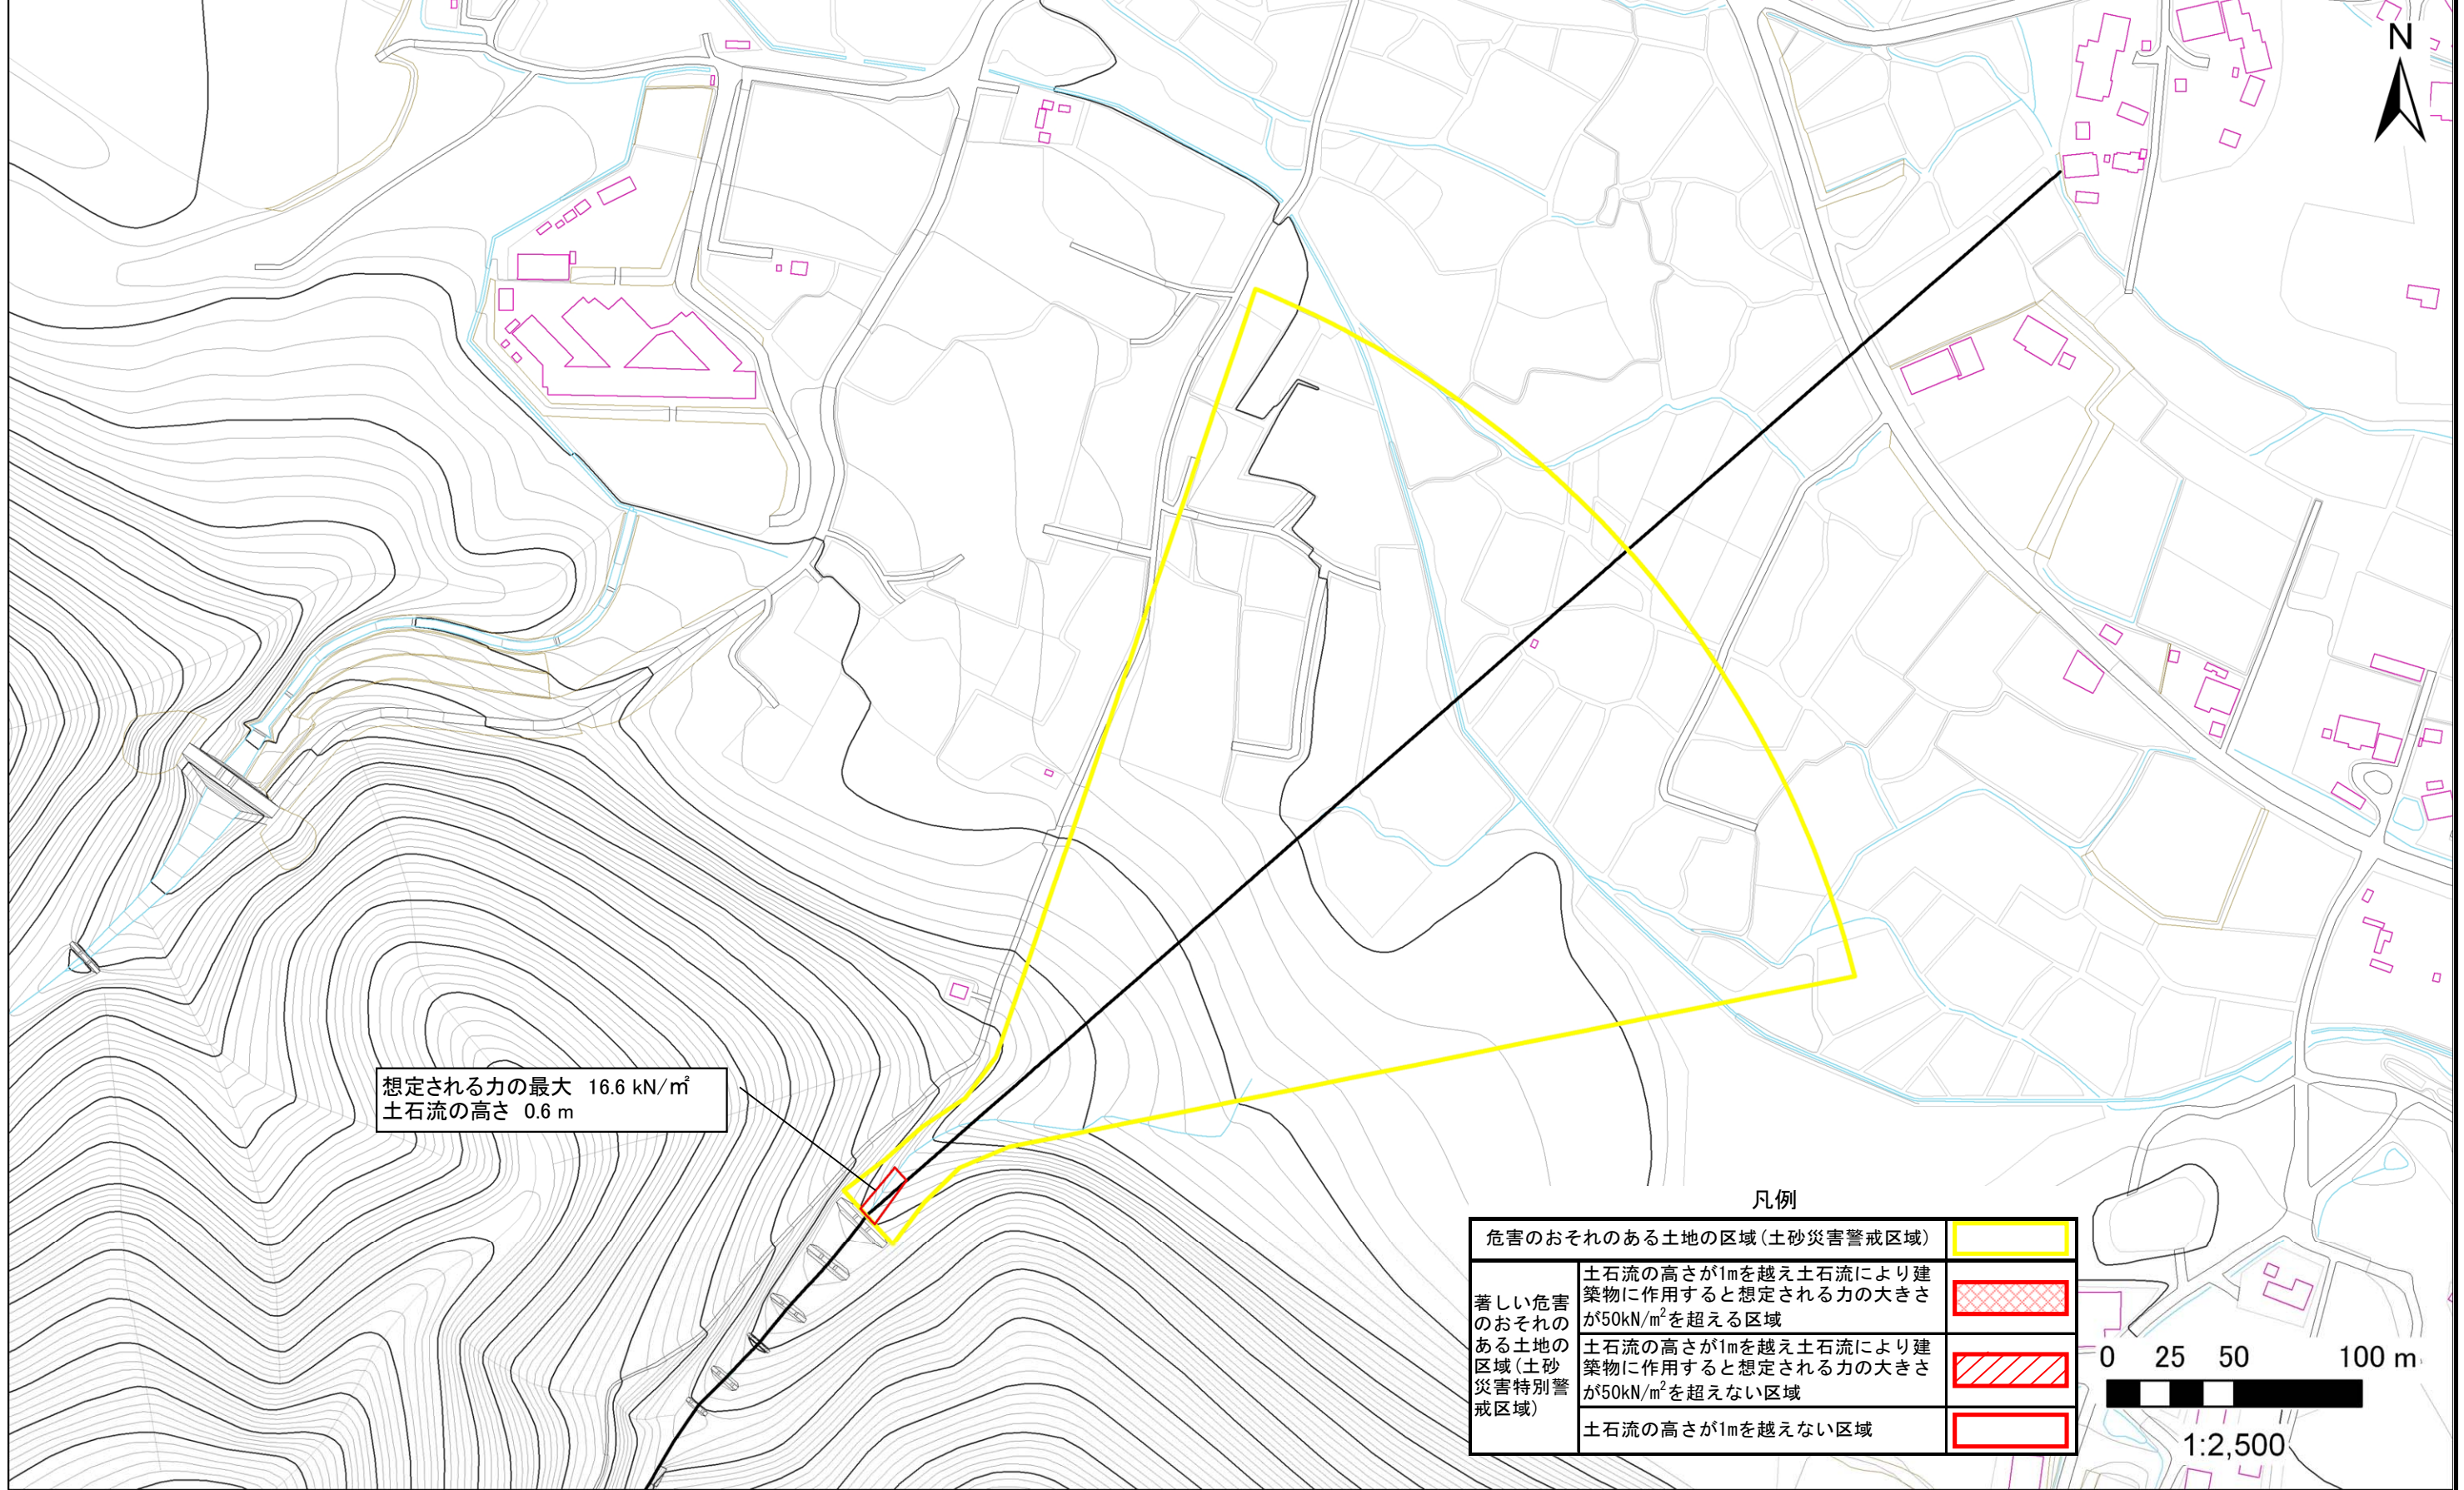 N
想定される力の最大 16.6 kN/㎡
土石流の高さ 0.6 m
凡例
危害のおそれのある土地の区域(土砂災害警戒区域)
著しい危害
のおそれの
ある土地の
区域(土砂
災害特別警
戒区域)
土石流の高さが1mを越え土石流により建
築物に作用すると想定される力の大きさ
が50kN/m²を超える区域
土石流の高さが1mを越え土石流により建
築物に作用すると想定される力の大きさ
が50kN/m²を超えない区域
土石流の高さが1mを越えない区域
0 25 50 100 m
1:2,500